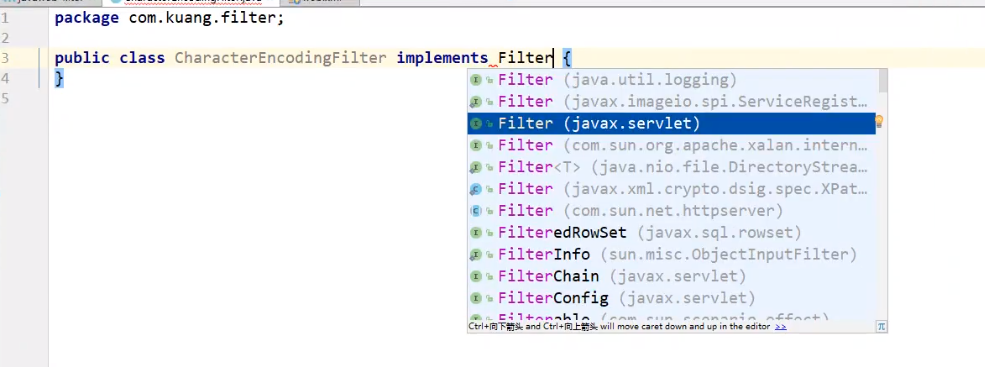 1 package com.kuang.filter;
2
3 public class CharacterEncodingFilter implements Filter {
4 }
5
Filter (java.util.logging)
Filter (javax.imageio.spi.ServiceRegist…
Filter (javax.servlet)
Filter (com.sun.org.apache.xalan.intern…
Filter<T> (java.nio.file.DirectoryStrea…
Filter (javax.xml.crypto.dsig.spec.XPat…
Filter (com.sun.net.httpserver)
FilteredRowSet (javax.sql.rowset)
FilterInfo (sun.misc.ObjectInputFilter)
FilterChain (javax.servlet)
FilterConfig (javax.servlet)
Ctrl+向下箭头 and Ctrl+向上箭头 will move caret down and up in the editor >>
π